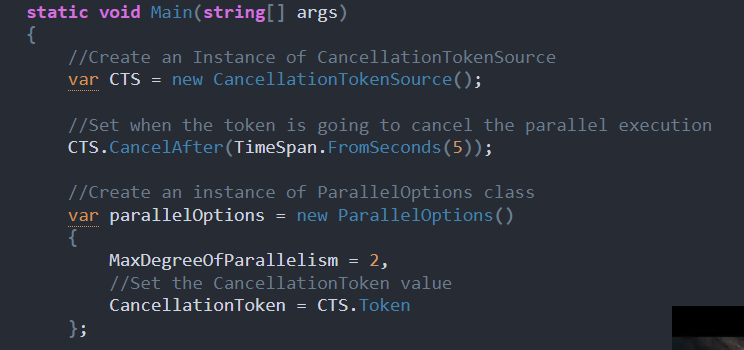 static void Main(string[] args)
{
//Create an Instance of CancellationTokenSource
var CTS = new CancellationTokenSource();
//Set when the token is going to cancel the parallel execution
CTS.CancelAfter(TimeSpan.FromSeconds(5));
//Create an instance of ParallelOptions class
var parallelOptions = new ParallelOptions()
{
MaxDegreeOfParallelism = 2,
//Set the CancellationToken value
CancellationToken = CTS.Token
};